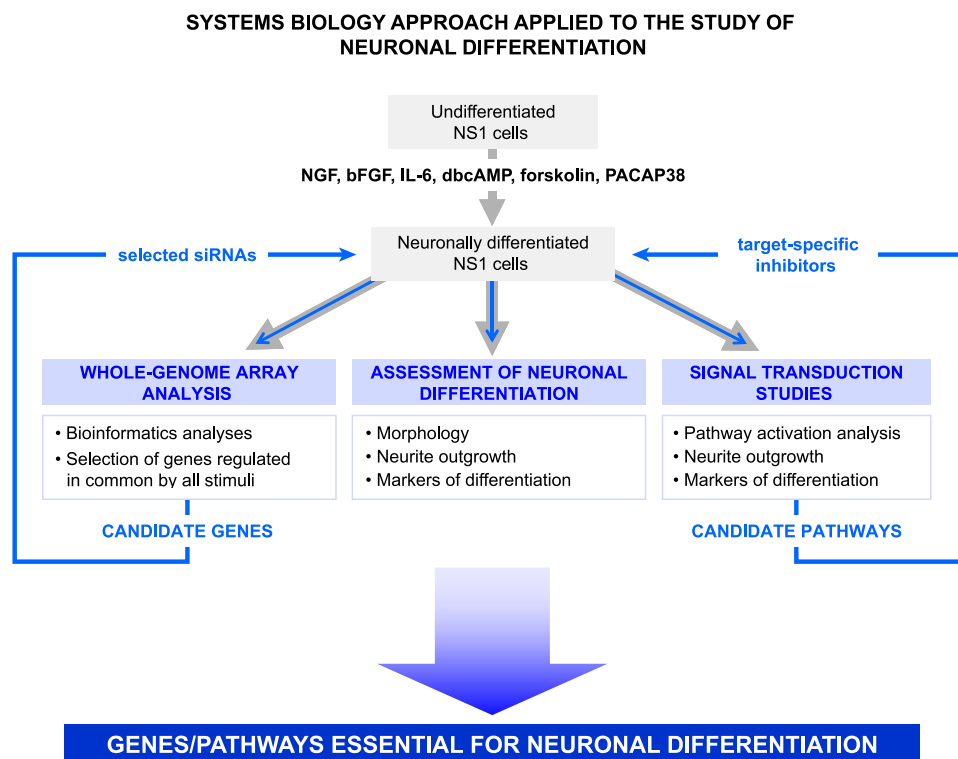 SYSTEMS BIOLOGY APPROACH APPLIED TO THE STUDY OF
NEURONAL DIFFERENTIATION
Undifferentiated
NS1 cells
NGF, bFGF, IL-6, dbcAMP, forskolin, PACAP38
selected siRNAs
Neuronally differentiated
NS1 cells
target-specific
inhibitors
WHOLE-GENOME ARRAY
ANALYSIS
• Bioinformatics analyses
• Selection of genes regulated
in common by all stimuli
CANDIDATE GENES
ASSESSMENT OF NEURONAL
DIFFERENTIATION
• Morphology
• Neurite outgrowth
• Markers of differentiation
SIGNAL TRANSDUCTION
STUDIES
• Pathway activation analysis
• Neurite outgrowth
• Markers of differentiation
CANDIDATE PATHWAYS
GENES/PATHWAYS ESSENTIAL FOR NEURONAL DIFFERENTIATION